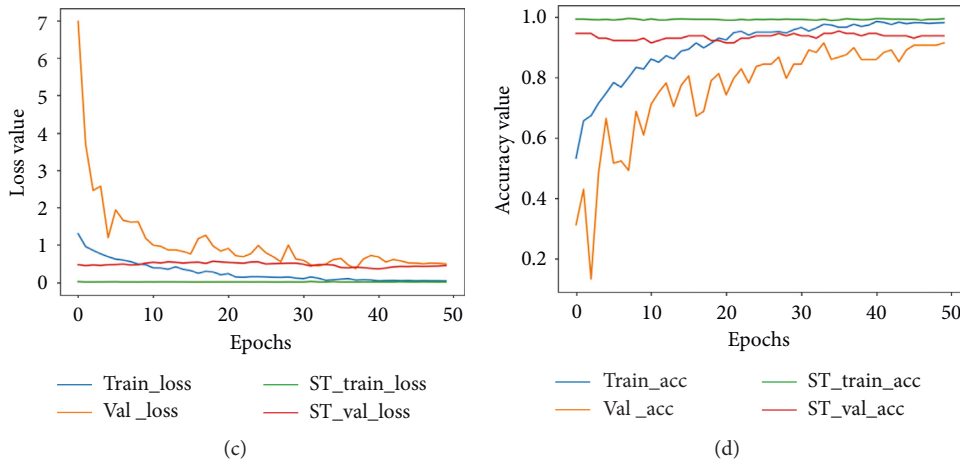 7
6
5
4
3
2
1
0
Loss value
0 10 20 30 40 50
Epochs
Train_loss
Val _loss
ST_train_loss
ST_val_loss
(c)
1.0
0.8
0.6
0.4
0.2
Accuracy value
0 10 20 30 40 50
Epochs
Train_acc
Val _acc
ST_train_acc
ST_val_acc
(d)